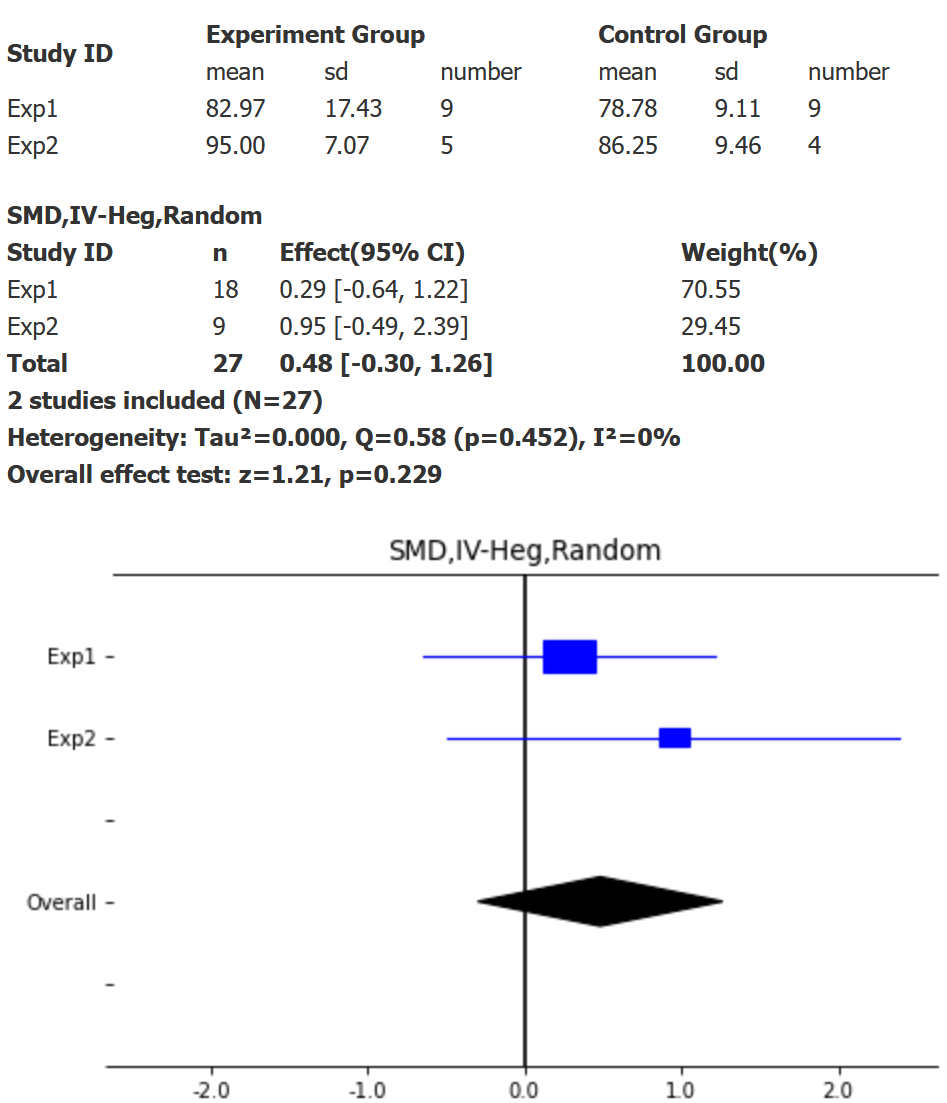 Study ID Experiment Group Control Group
mean sd number mean sd number
Exp1 82.97 17.43 9 78.78 9.11 9
Exp2 95.00 7.07 5 86.25 9.46 4
SMD,IV-Heg,Random
Study ID n Effect(95% CI) Weight(%)
Exp1 18 0.29 [-0.64, 1.22] 70.55
Exp2 9 0.95 [-0.49, 2.39] 29.45
Total 27 0.48 [-0.30, 1.26] 100.00
2 studies included (N=27)
Heterogeneity: Tau²=0.000, Q=0.58 (p=0.452), I²=0%
Overall effect test: z=1.21, p=0.229
SMD,IV-Heg,Random
Exp1
Exp2
Overall
-2.0 -1.0 0.0 1.0 2.0